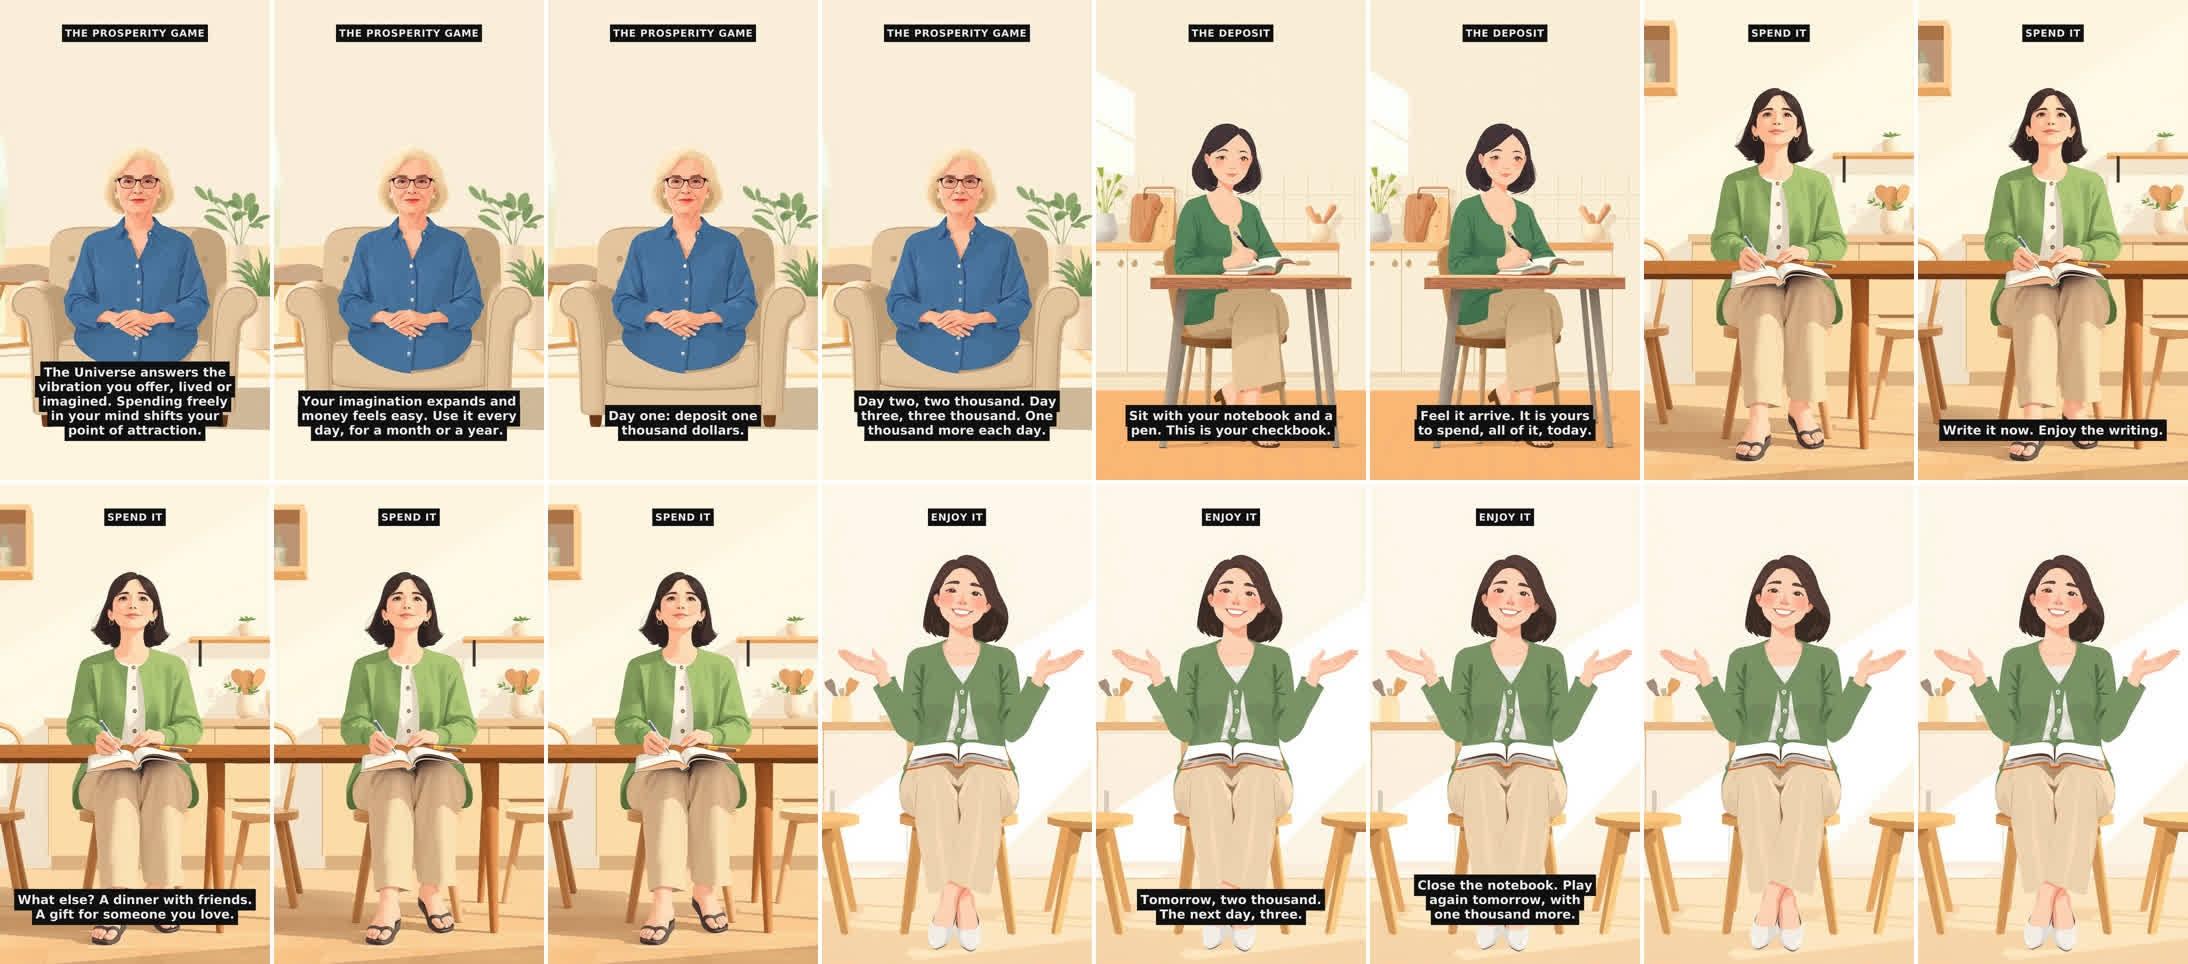 THE PROSPERITY GAME
The Universe answers the
vibration you offer, lived or
imagined. Spending freely
in your mind shifts your
point of attraction.
THE PROSPERITY GAME
Your imagination expands and
money feels easy. Use it every
day, for a month or a year.
THE PROSPERITY GAME
Day one: deposit one
thousand dollars.
THE PROSPERITY GAME
Day two, two thousand. Day
three, three thousand. One
thousand more each day.
THE DEPOSIT
Sit with your notebook and a
pen. This is your checkbook.
THE DEPOSIT
Feel it arrive. It is yours
to spend, all of it, today.
SPEND IT
SPEND IT
Write it now. Enjoy the writing.
SPEND IT
What else? A dinner with friends.
A gift for someone you love.
SPEND IT
SPEND IT
ENJOY IT
ENJOY IT
Tomorrow, two thousand.
The next day, three.
ENJOY IT
Close the notebook. Play
again tomorrow, with
one thousand more.